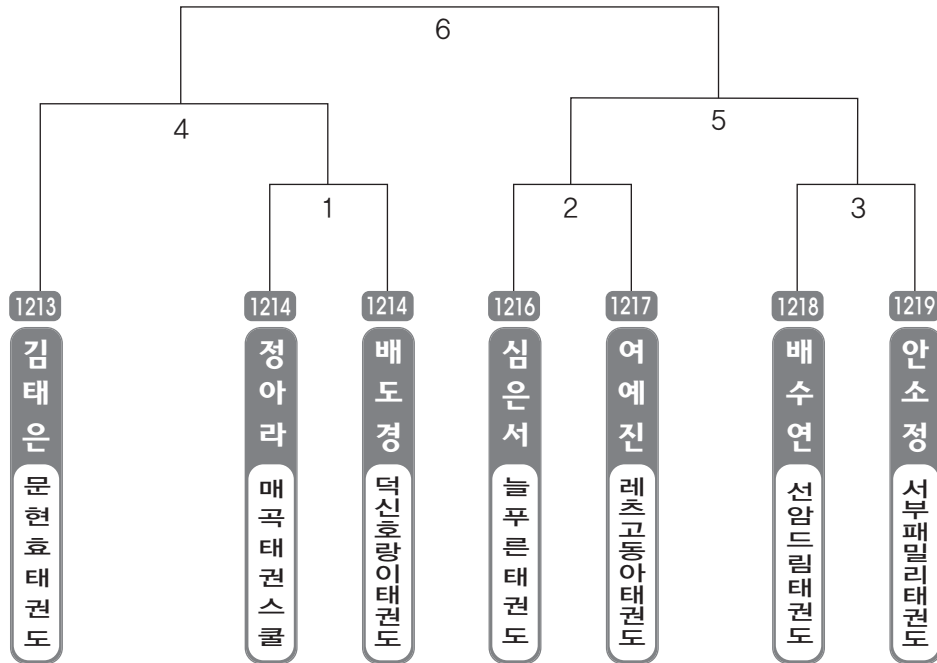 6
4
5
1
2
3
1213
김태은
문현효태권도
1214
정아라
매곡태권스쿨
1214
배도경
덕신호랑이태권도
1216
심은서
늘푸른태권도
1217
여예진
레츠고동아태권도
1218
배수연
선암드림태권도
1219
안소정
서부패밀리태권도